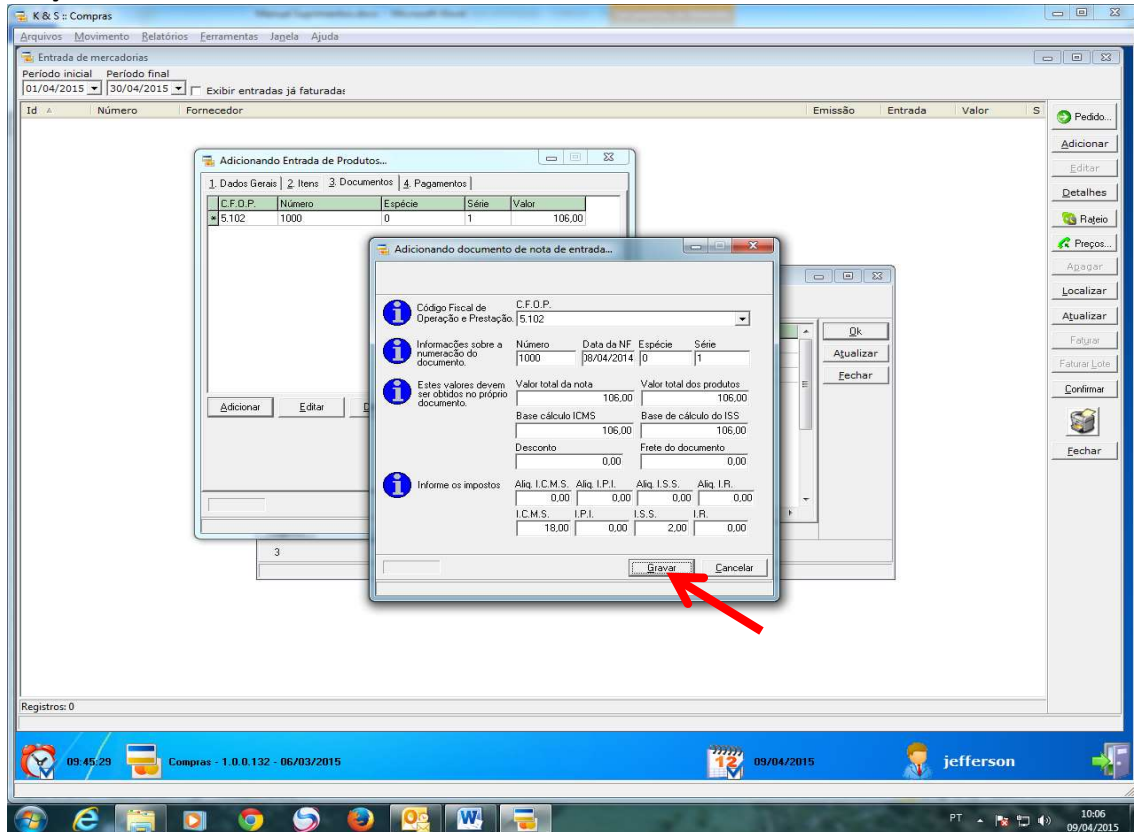 K & S :: Compras
Arquivos Movimento Relatórios Ferramentas Janela Ajuda
Entrada de mercadorias
Período inicial Período final
01/04/2015 30/04/2015 Exibir entradas já faturadas
Id Número Fornecedor Emissão Entrada Valor S
Pedido...
Adicionar
Editar
Detalhes
Rateio
Preços...
Apagar
Localizar
Atualizar
Faturar
Faturar Lote
Confirmar
Fechar
Adicionando Entrada de Produtos...
1. Dados Gerais 2. Itens 3. Documentos 4. Pagamentos
C.F.O.P. Número Espécie Série Valor
5.102 1000 0 1 106,00
Adicionar Editar
Ok
Atualizar
Fechar
3
Adicionando documento de nota de entrada...
Código Fiscal de
Operação e Prestação.
C.F.O.P.
5.102
Informações sobre a
numeração do
documento.
Número Data da NF Espécie Série
1000 08/04/2014 0 1
Estes valores devem
ser obtidos no próprio
documento.
Valor total da nota Valor total dos produtos
106,00 106,00
Base cálculo ICMS Base de cálculo do ISS
106,00 106,00
Desconto Frete do documento
0,00 0,00
Informe os impostos
Aliq. I.C.M.S. Aliq. I.P.I. Aliq. I.S.S. Aliq. I.R.
0,00 0,00 0,00 0,00
I.C.M.S. I.P.I. I.S.S. I.R.
18,00 0,00 2,00 0,00
Gravar Cancelar
Registros: 0
09:45:29 Compras - 1.0.0.132 - 06/03/2015 12 09/04/2015 jefferson
PT 10:06
09/04/2015